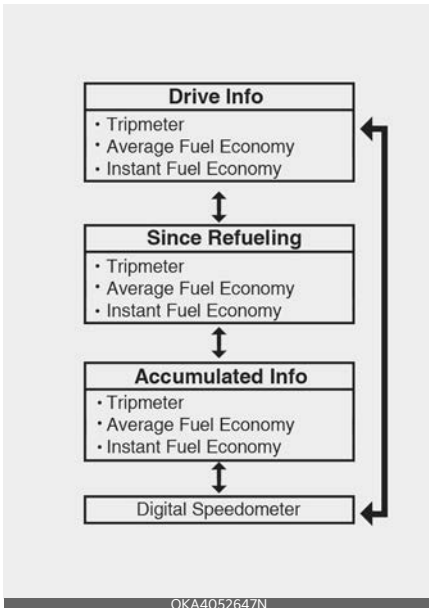 Drive Info
• Tripmeter
• Average Fuel Economy
• Instant Fuel Economy
Since Refueling
• Tripmeter
• Average Fuel Economy
• Instant Fuel Economy
Accumulated Info
• Tripmeter
• Average Fuel Economy
• Instant Fuel Economy
Digital Speedometer
OKA4052647N